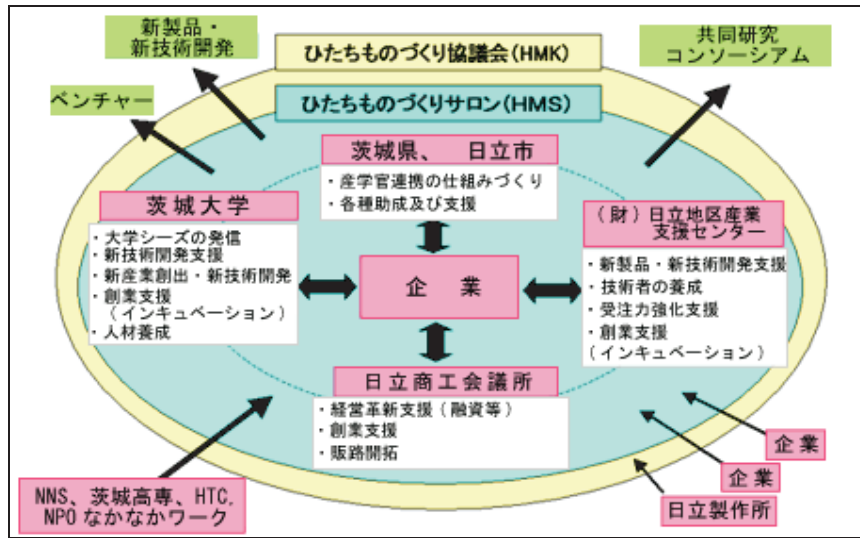 新製品・
新技術開発
共同研究
コンソーシアム
ひたちものづくり協議会(HMK)
ベンチャー
ひたちものづくりサロン(HMS)
茨城県、 日立市
・産学官連携の仕組みづくり
・各種助成及び支援
茨城大学
・大学シーズの発信
・新技術開発支援
・新産業創出・新技術開発
・創業支援
(インキュベーション)
・人材養成
(財)日立地区産業
支援センター
・新製品・新技術開発支援
・技術者の養成
・受注力強化支援
・創業支援
(インキュベーション)
企 業
日立商工会議所
・経営革新支援(融資等)
・創業支援
・販路開拓
NNS、茨城高専、HTC,
NPOなかなかワーク
企業
企業
日立製作所